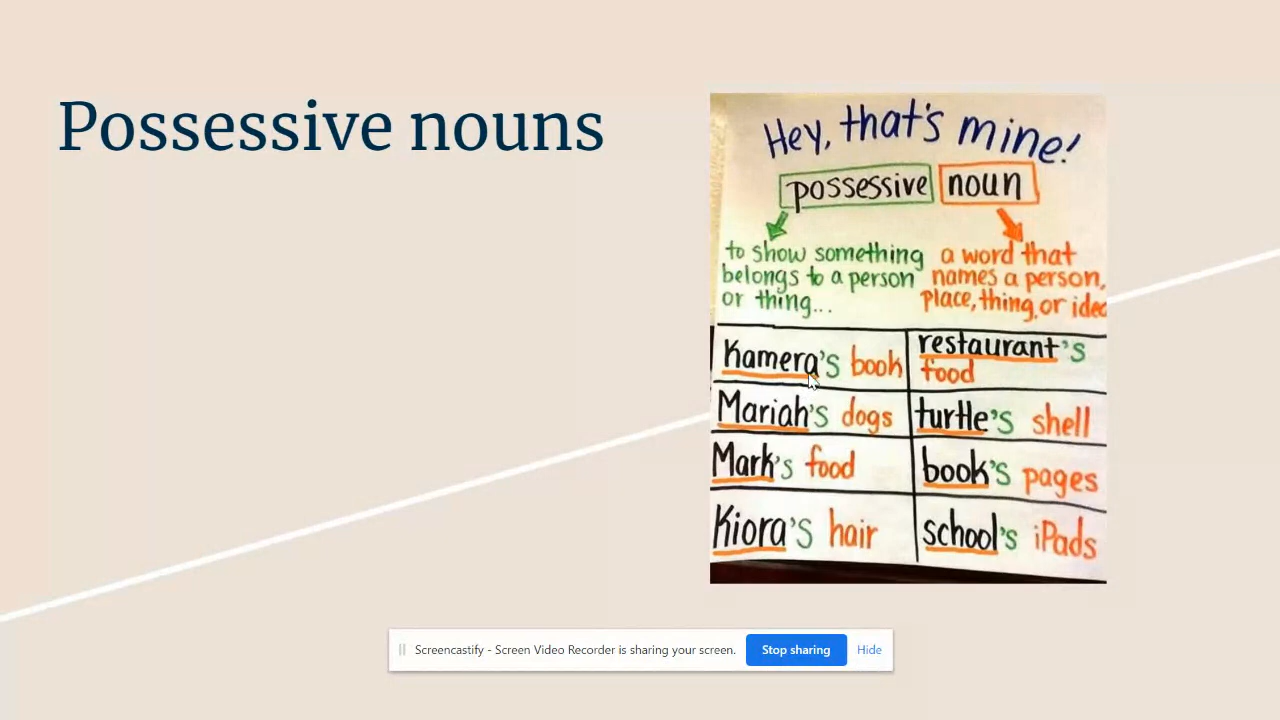 Possessive nouns
Hey, that's mine!
possessive noun
to show something
belongs to a person
or thing...
a word that
names a person,
place, thing, or idea
Kamera's book
restaurant's
food
Mariah's dogs
turtle's shell
Mark's food
book's pages
Kiora's hair
school's iPads
Screencastify - Screen Video Recorder is sharing your screen.
Stop sharing
Hide